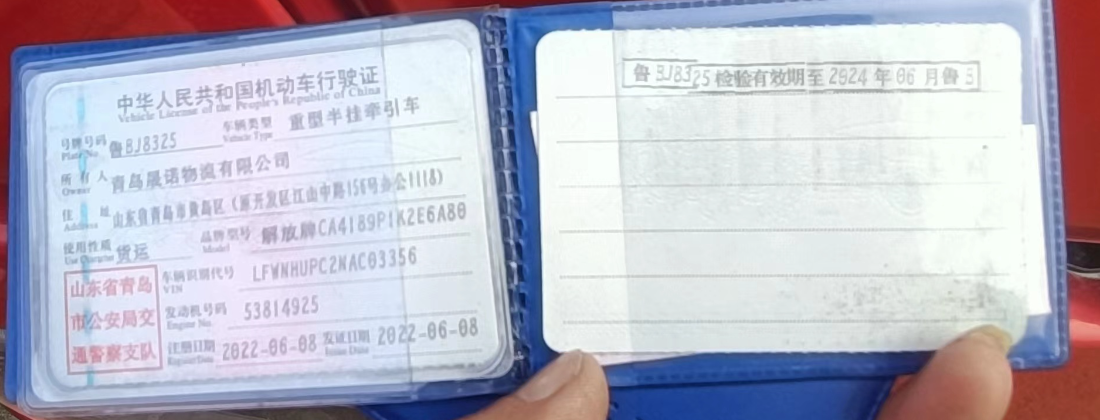 中华人民共和国机动车行驶证
Vehicle License of the People's Republic of China
号牌号码 鲁BJ8325 车辆类型 重型半挂牵引车
Plate No. Vehicle Type
所有人 青岛晟诺物流有限公司
Owner
住址 山东省青岛市黄岛区(原开发区江山中路156号办公1118)
Address
使用性质 货运 品牌型号 解放牌CA4189P1K2E6A80
Use Character Model
山东省青岛
市公安局交
通警察支队
车辆识别代号 LFWNHUPC2NAC03356
VIN
发动机号码 53814925
Engine No.
注册日期 2022-06-08 发证日期 2022-06-08
Register Date Issue Date
鲁BJ8325 检验有效期至 2024 年 06 月鲁B